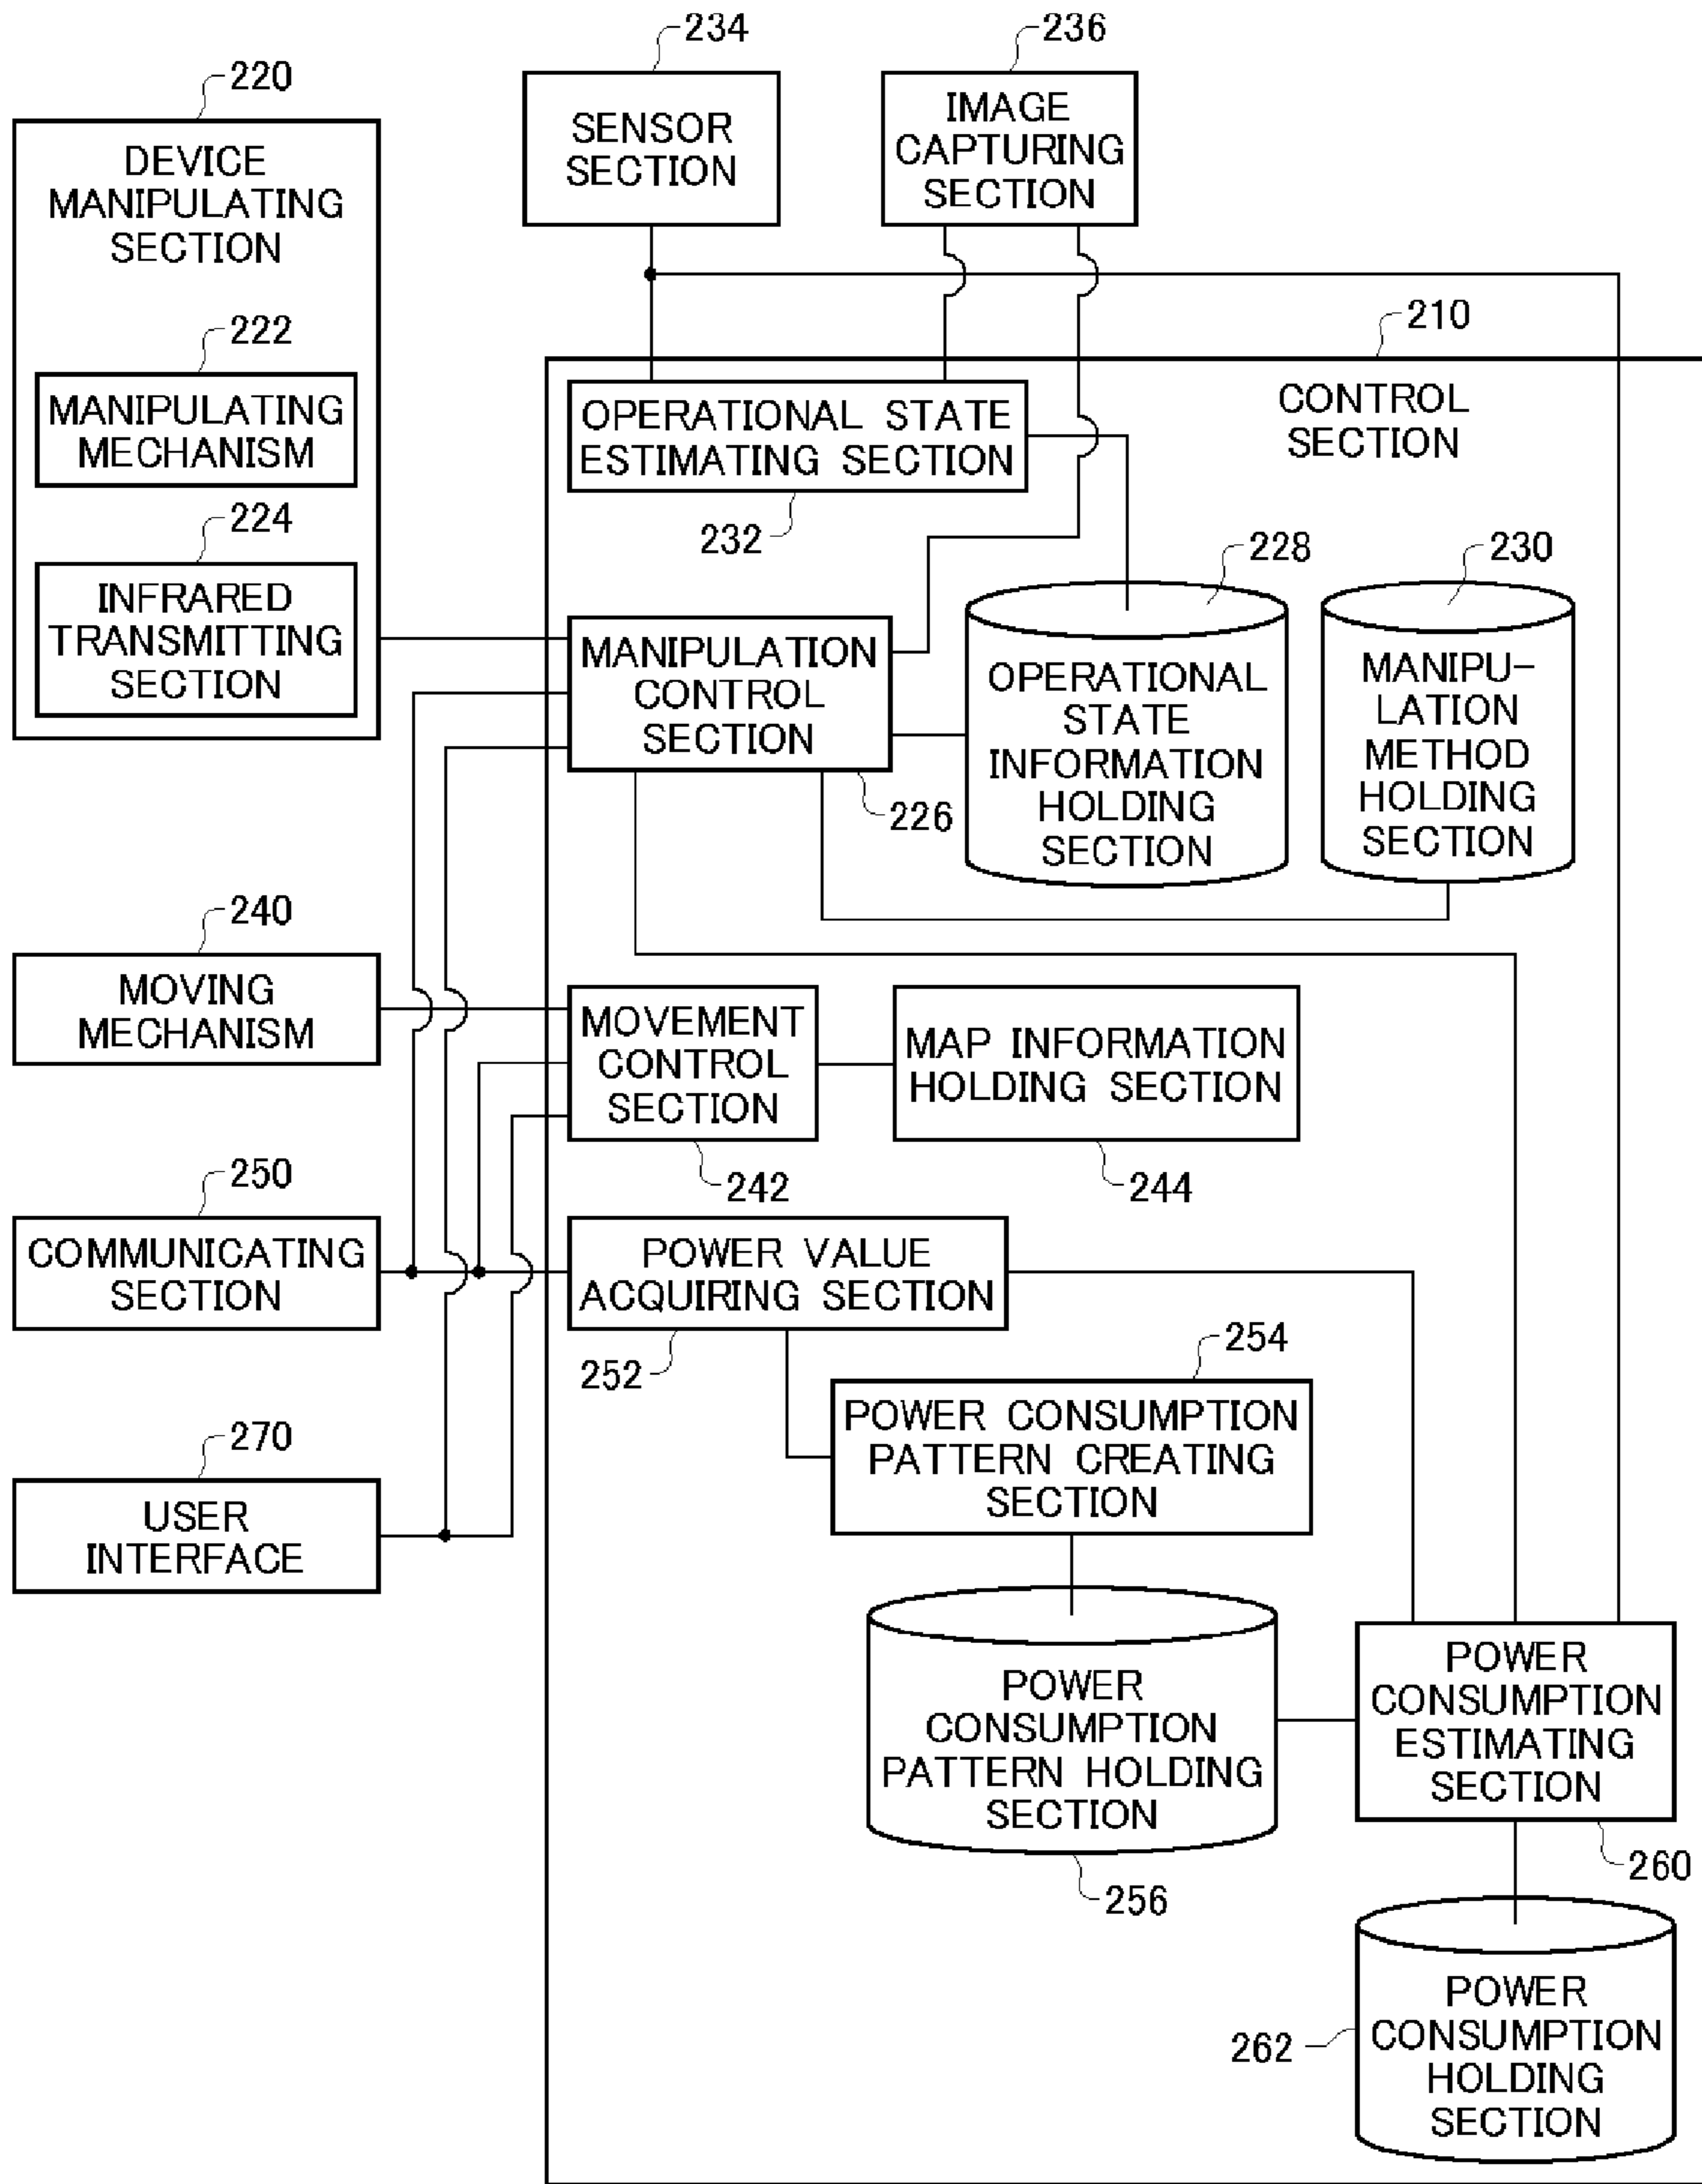 234
236
220
SENSOR
SECTION
IMAGE
CAPTURING
SECTION
DEVICE
MANIPULATING
SECTION
222
MANIPULATING
MECHANISM
224
INFRARED
TRANSMITTING
SECTION
210
CONTROL
SECTION
OPERATIONAL STATE
ESTIMATING SECTION
232
228
230
MANIPULATION
CONTROL
SECTION
226
OPERATIONAL
STATE
INFORMATION
HOLDING
SECTION
MANIPU-
LATION
METHOD
HOLDING
SECTION
240
MOVING
MECHANISM
MOVEMENT
CONTROL
SECTION
242
MAP INFORMATION
HOLDING SECTION
244
250
COMMUNICATING
SECTION
POWER VALUE
ACQUIRING SECTION
252
254
POWER CONSUMPTION
PATTERN CREATING
SECTION
270
USER
INTERFACE
POWER
CONSUMPTION
PATTERN HOLDING
SECTION
256
POWER
CONSUMPTION
ESTIMATING
SECTION
260
262
POWER
CONSUMPTION
HOLDING
SECTION